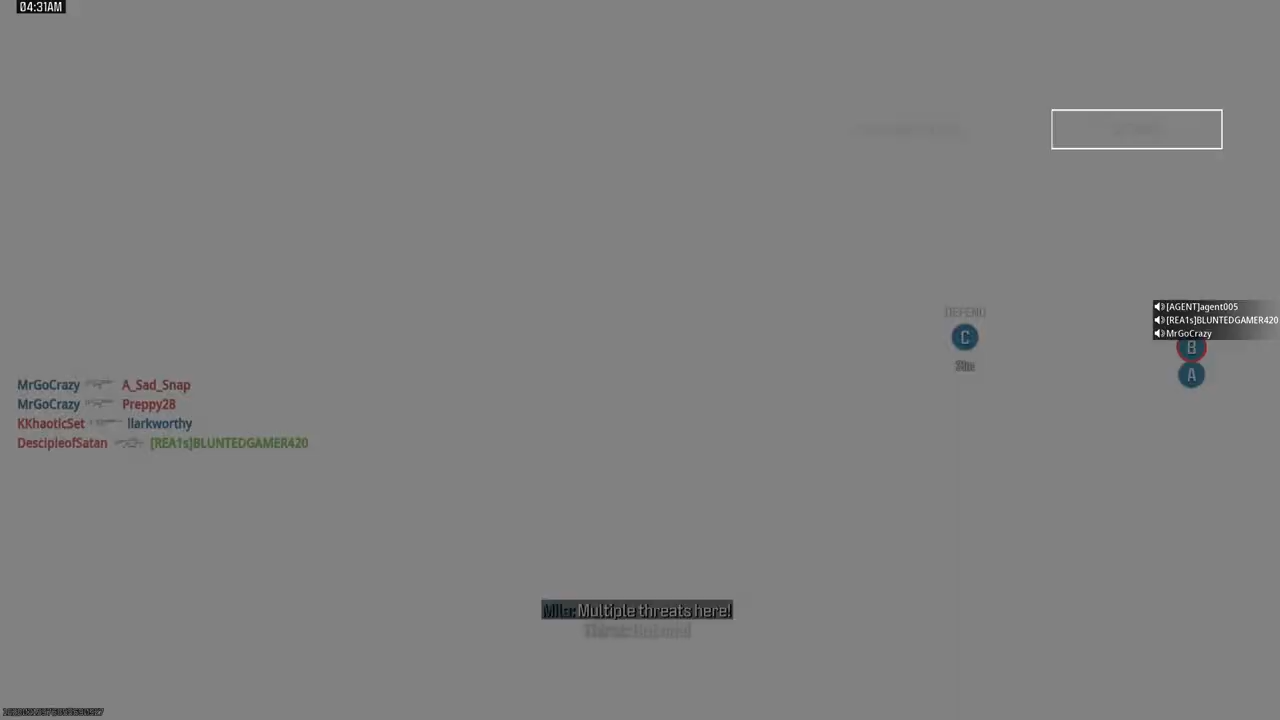 04:31AM
[AGENT]agent005
[REA1s]BLUNTEDGAMER420
MrGoCrazy
DEFEND
C
B
A
MrGoCrazy A_Sad_Snap
MrGoCrazy Preppy28
KKhaoticSet llarkworthy
DescipleofSatan [REA1s]BLUNTEDGAMER420
Mila: Multiple threats here!